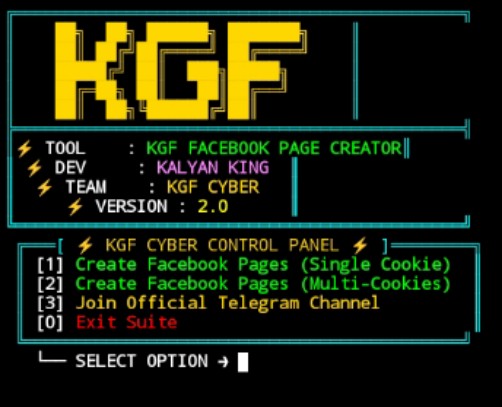 KGF
⚡ TOOL : KGF FACEBOOK PAGE CREATOR
⚡ DEV : KALYAN KING
⚡ TEAM : KGF CYBER
⚡ VERSION : 2.0
[ ⚡ KGF CYBER CONTROL PANEL ⚡ ]
[1] Create Facebook Pages (Single Cookie)
[2] Create Facebook Pages (Multi-Cookies)
[3] Join Official Telegram Channel
[0] Exit Suite
└── SELECT OPTION →